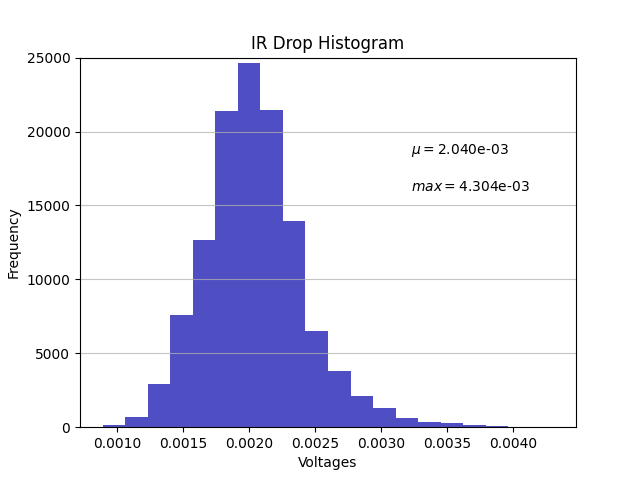 IR Drop Histogram
25000
20000
15000
10000
5000
0
Frequency
μ = 2.040e-03
max = 4.304e-03
0.0010 0.0015 0.0020 0.0025 0.0030 0.0035 0.0040
Voltages